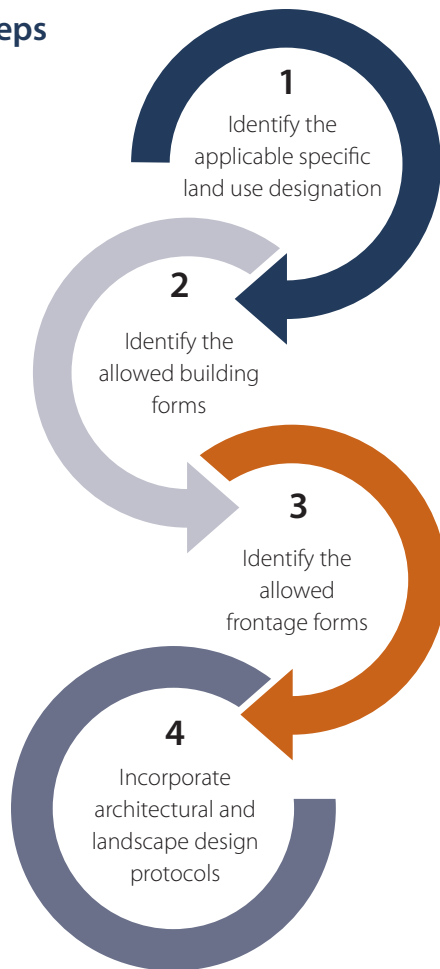 1
Identify the
applicable specific
land use designation
2
Identify the
allowed building
forms
3
Identify the
allowed
frontage forms
4
Incorporate
architectural and
landscape design
protocols